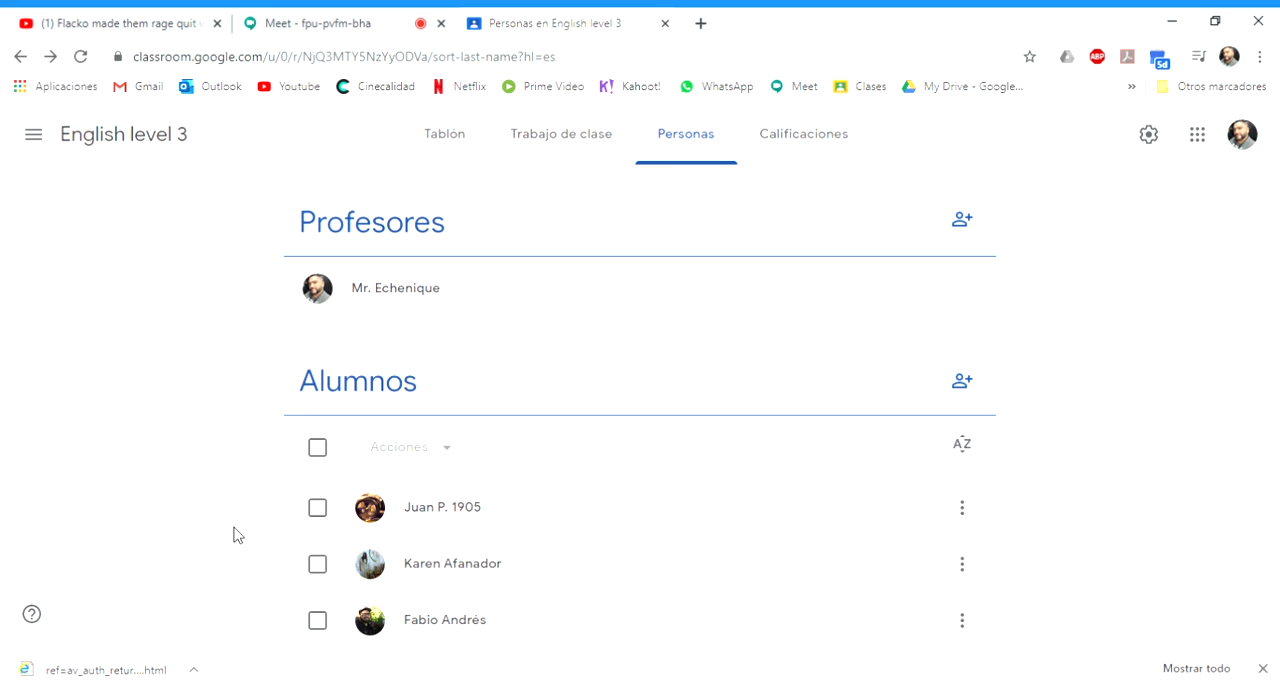 (1) Flacko made them rage quit
Meet - fpu-pvfm-bha
Personas en English level 3
classroom.google.com/u/0/r/NjQ3MTY5NzYyODVa/sort-last-name?hl=es
ABP
5d
Aplicaciones
Gmail
Outlook
Youtube
Cinecalidad
Netflix
Prime Video
K!
Kahoot!
WhatsApp
Meet
Clases
My Drive - Google...
»
Otros marcadores
English level 3
Tablón
Trabajo de clase
Personas
Calificaciones
Profesores
Mr. Echenique
Alumnos
Acciones
AZ
Juan P. 1905
Karen Afanador
Fabio Andrés
ref=av_auth_retur....html
Mostrar todo